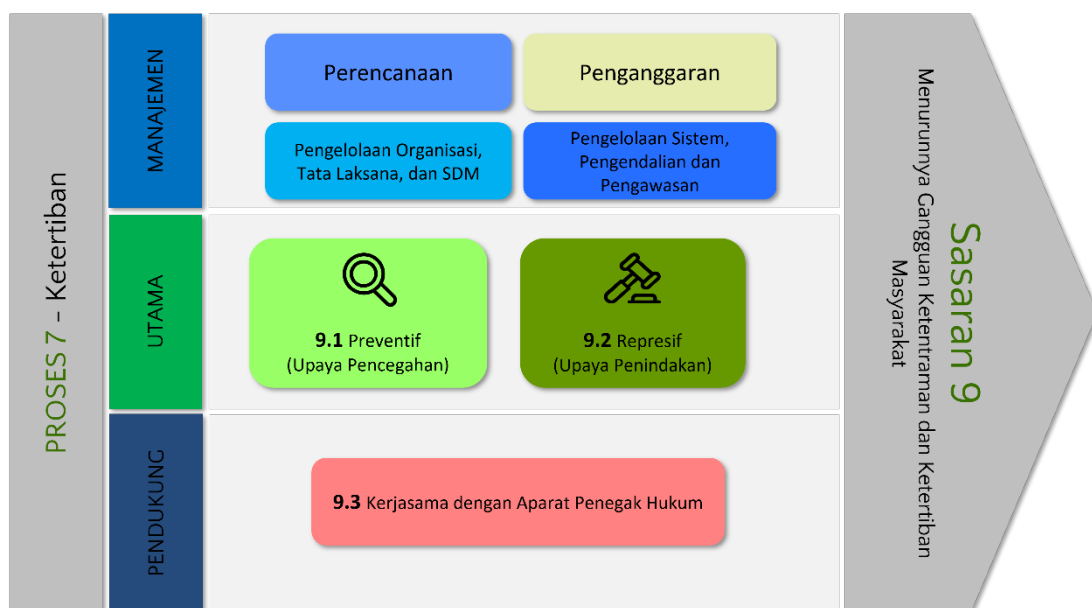 PROSES 7 – Ketertiban
MANAJEMEN
Perencanaan
Penganggaran
Pengelolaan Organisasi,
Tata Laksana, dan SDM
Pengelolaan Sistem,
Pengendalian dan
Pengawasan
UTAMA
9.1 Preventif
(Upaya Pencegahan)
9.2 Represif
(Upaya Penindakan)
PENDUKUNG
9.3 Kerjasama dengan Aparat Penegak Hukum
Sasaran 9
Menurunnya Gangguan Ketentraman dan Ketertiban
Masyarakat